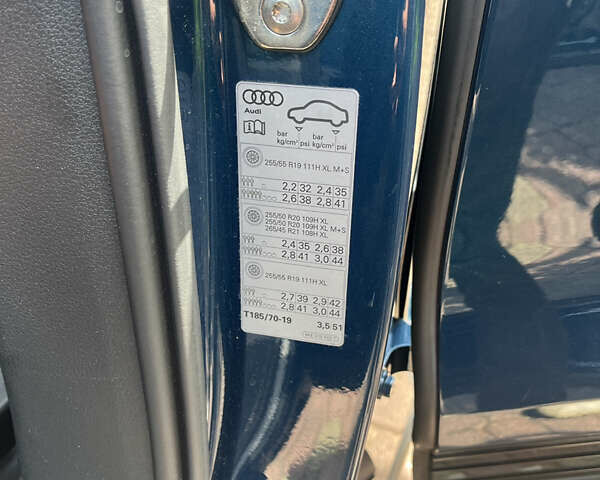 Audi
bar bar
kg/cm² psi kg/cm² psi
255/55 R19 111H XL M+S
2,2 32 2,4 35
2,6 38 2,8 41
255/50 R20 109H XL
255/50 R20 109H XL M+S
265/45 R21 108H XL
2,4 35 2,6 38
2,8 41 3,0 44
255/55 R19 111H XL
2,7 39 2,9 42
2,8 41 3,0 44
T185/70-19 3,5 51